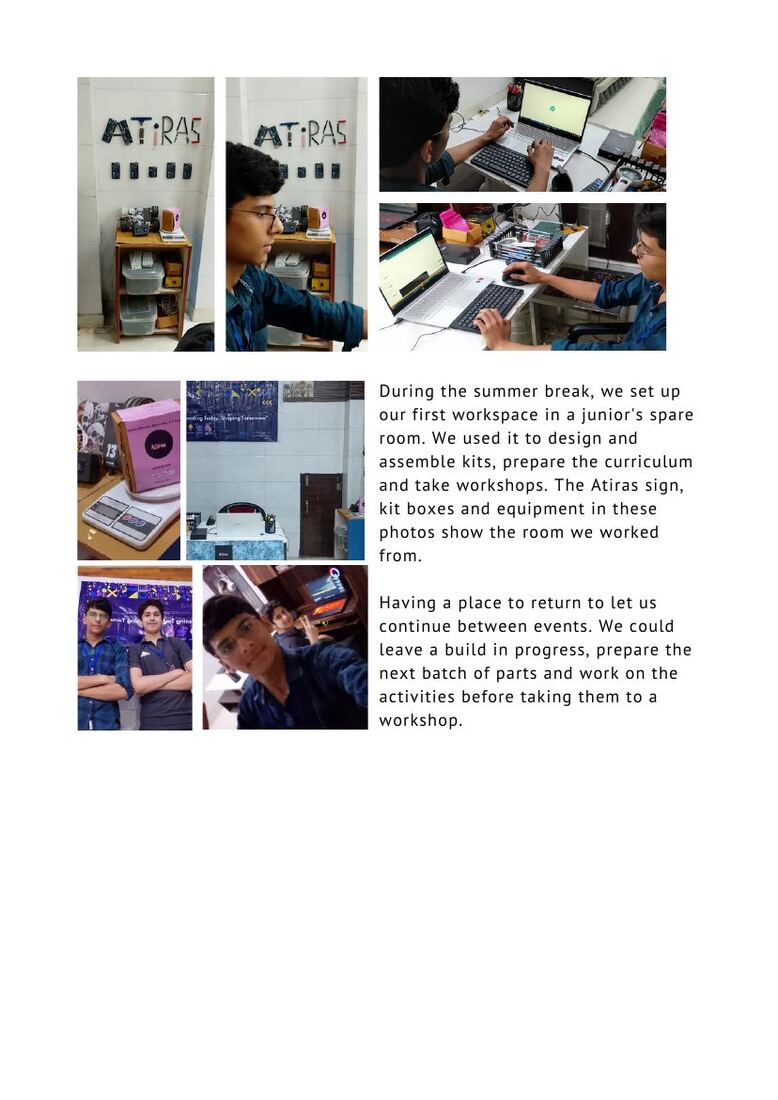 ATiRAS
ATiRAS
Atiras
During the summer break, we set up
our first workspace in a junior's spare
room. We used it to design and
assemble kits, prepare the curriculum
and take workshops. The Atiras sign,
kit boxes and equipment in these
photos show the room we worked
from.
Having a place to return to let us
continue between events. We could
leave a build in progress, prepare the
next batch of parts and work on the
activities before taking them to a
workshop.